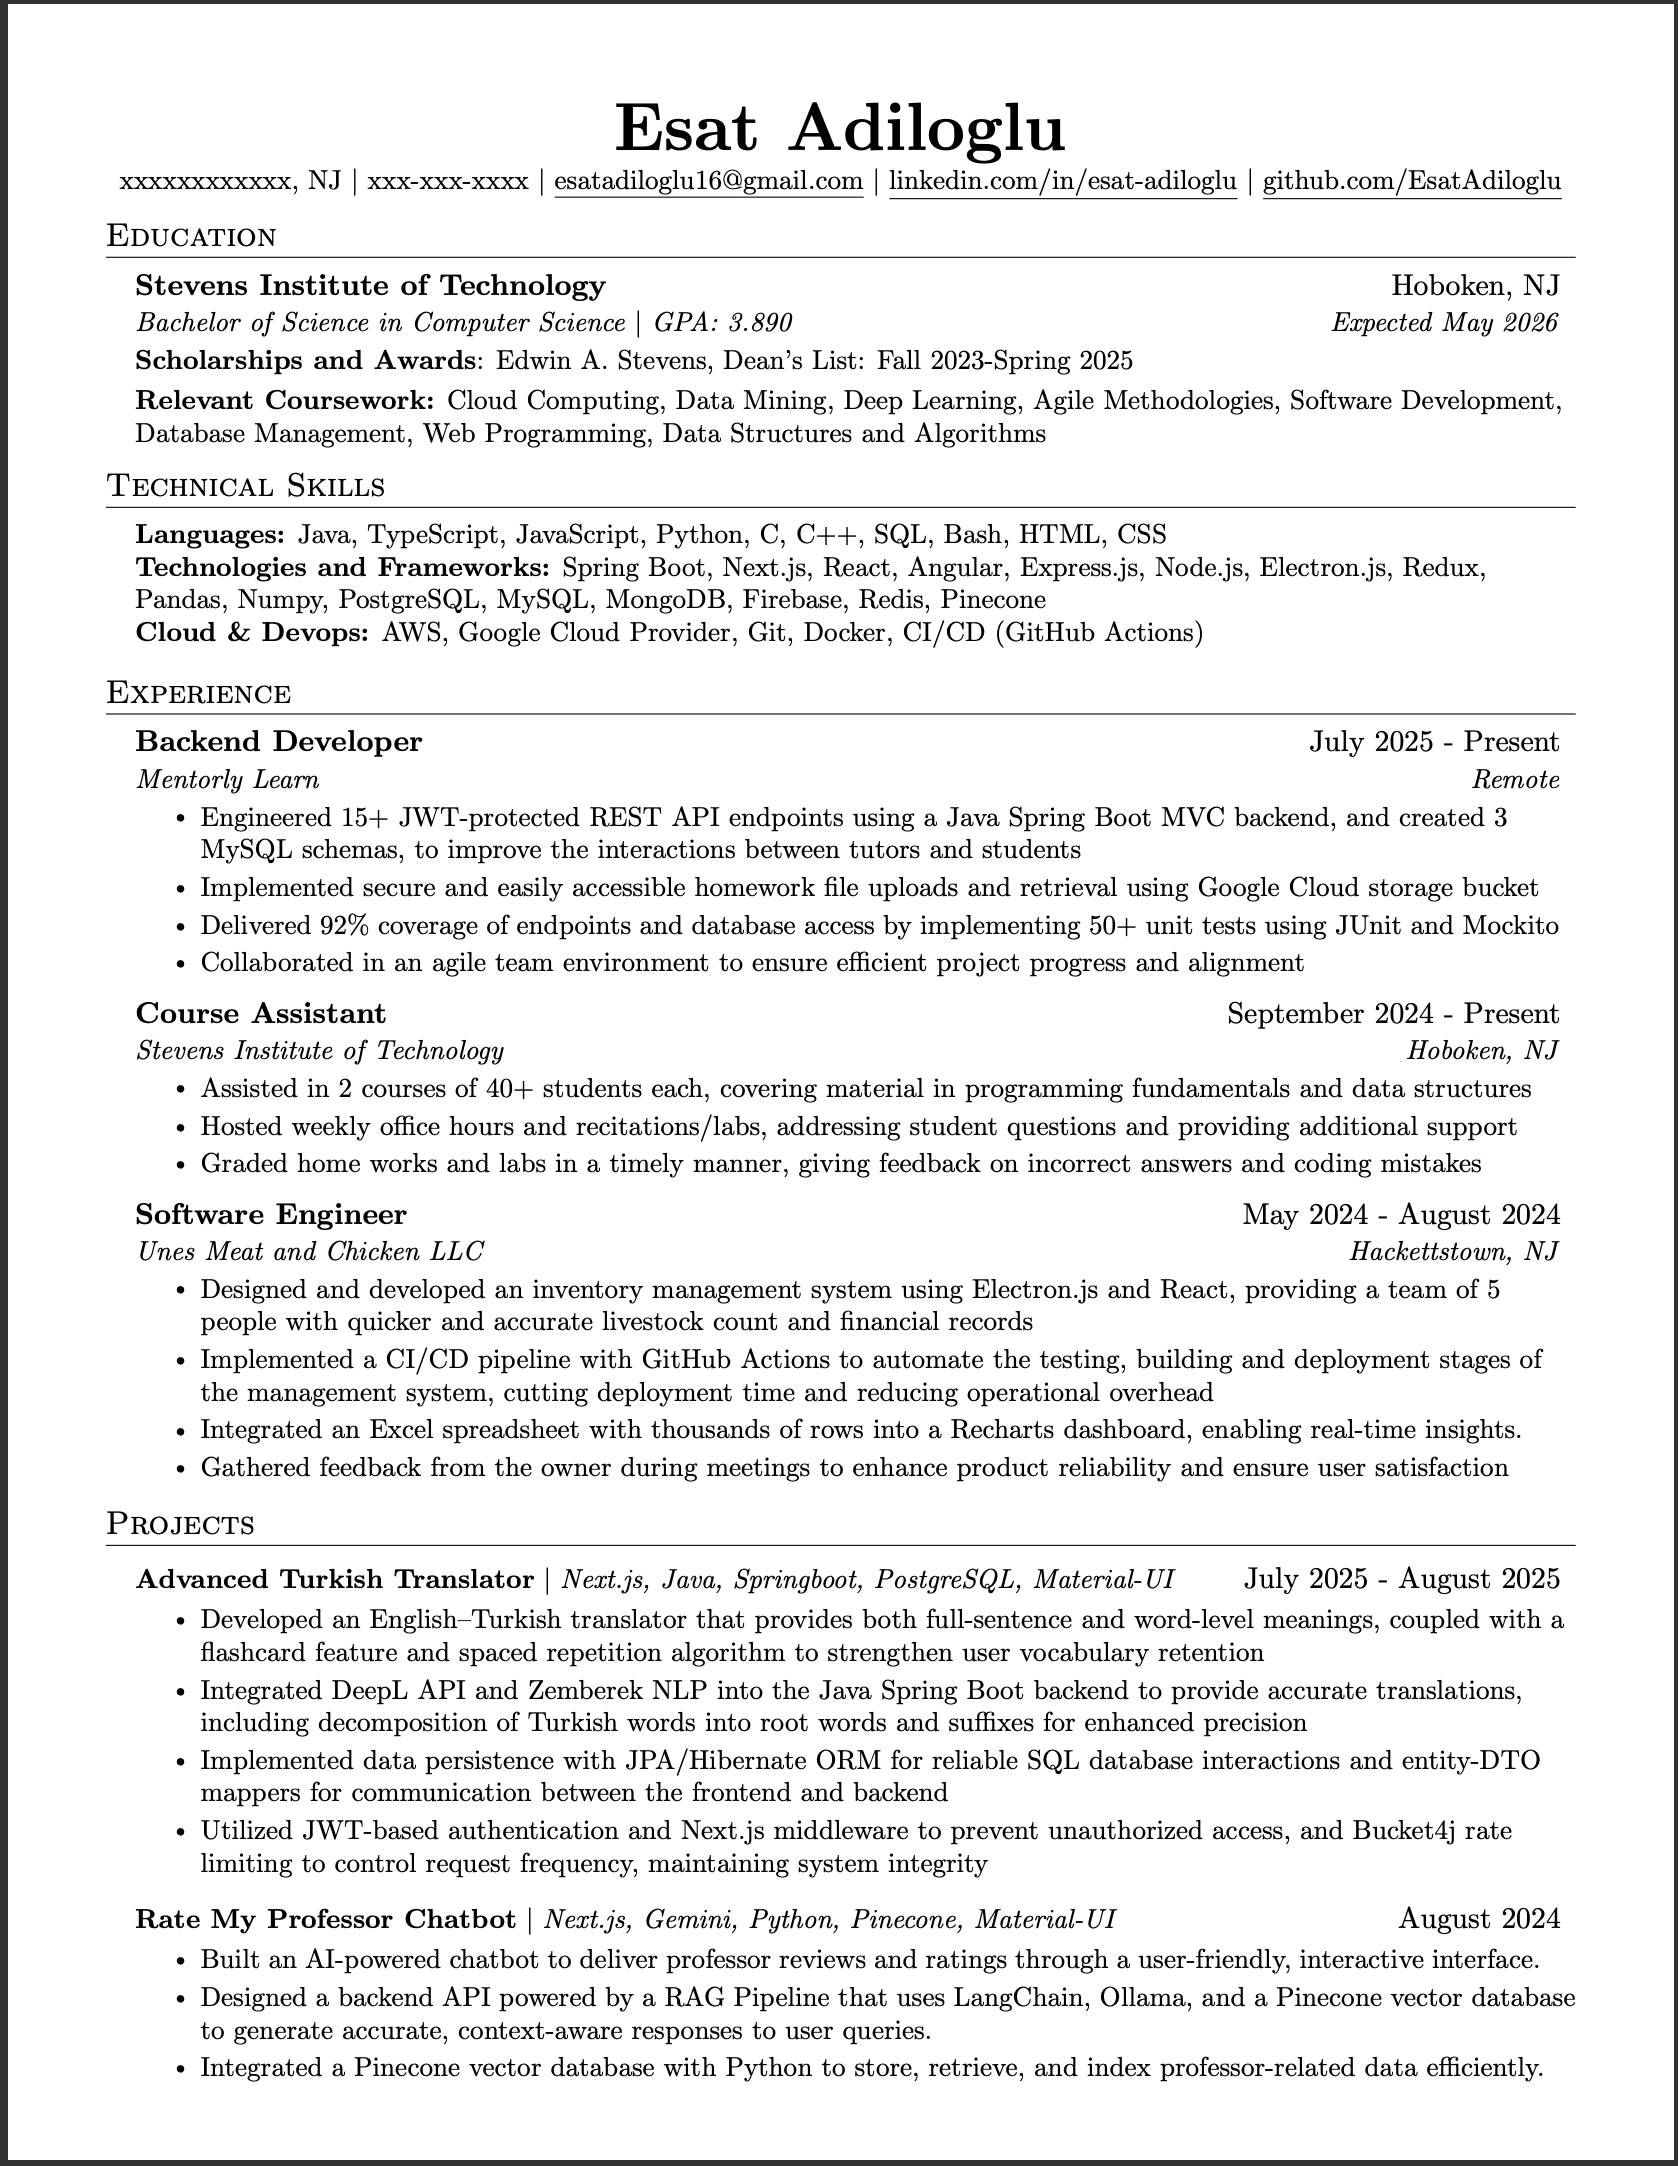 Esat Adiloglu
xxxxxxxxxxxx, NJ | xxx-xxx-xxxx | esatadiloglu16@gmail.com | linkedin.com/in/esat-adiloglu | github.com/EsatAdiloglu
Education
Stevens Institute of Technology Hoboken, NJ
Bachelor of Science in Computer Science | GPA: 3.890 Expected May 2026
Scholarships and Awards: Edwin A. Stevens, Dean's List: Fall 2023-Spring 2025
Relevant Coursework: Cloud Computing, Data Mining, Deep Learning, Agile Methodologies, Software Development,
Database Management, Web Programming, Data Structures and Algorithms
Technical Skills
Languages: Java, TypeScript, JavaScript, Python, C, C++, SQL, Bash, HTML, CSS
Technologies and Frameworks: Spring Boot, Next.js, React, Angular, Express.js, Node.js, Electron.js, Redux,
Pandas, Numpy, PostgreSQL, MySQL, MongoDB, Firebase, Redis, Pinecone
Cloud & Devops: AWS, Google Cloud Provider, Git, Docker, CI/CD (GitHub Actions)
Experience
Backend Developer July 2025 - Present
Mentorly Learn Remote
• Engineered 15+ JWT-protected REST API endpoints using a Java Spring Boot MVC backend, and created 3
MySQL schemas, to improve the interactions between tutors and students
• Implemented secure and easily accessible homework file uploads and retrieval using Google Cloud storage bucket
• Delivered 92% coverage of endpoints and database access by implementing 50+ unit tests using JUnit and Mockito
• Collaborated in an agile team environment to ensure efficient project progress and alignment
Course Assistant September 2024 - Present
Stevens Institute of Technology Hoboken, NJ
• Assisted in 2 courses of 40+ students each, covering material in programming fundamentals and data structures
• Hosted weekly office hours and recitations/labs, addressing student questions and providing additional support
• Graded home works and labs in a timely manner, giving feedback on incorrect answers and coding mistakes
Software Engineer May 2024 - August 2024
Unes Meat and Chicken LLC Hackettstown, NJ
• Designed and developed an inventory management system using Electron.js and React, providing a team of 5
people with quicker and accurate livestock count and financial records
• Implemented a CI/CD pipeline with GitHub Actions to automate the testing, building and deployment stages of
the management system, cutting deployment time and reducing operational overhead
• Integrated an Excel spreadsheet with thousands of rows into a Recharts dashboard, enabling real-time insights.
• Gathered feedback from the owner during meetings to enhance product reliability and ensure user satisfaction
Projects
Advanced Turkish Translator | Next.js, Java, Springboot, PostgreSQL, Material-UI July 2025 - August 2025
• Developed an English–Turkish translator that provides both full-sentence and word-level meanings, coupled with a
flashcard feature and spaced repetition algorithm to strengthen user vocabulary retention
• Integrated DeepL API and Zemberek NLP into the Java Spring Boot backend to provide accurate translations,
including decomposition of Turkish words into root words and suffixes for enhanced precision
• Implemented data persistence with JPA/Hibernate ORM for reliable SQL database interactions and entity-DTO
mappers for communication between the frontend and backend
• Utilized JWT-based authentication and Next.js middleware to prevent unauthorized access, and Bucket4j rate
limiting to control request frequency, maintaining system integrity
Rate My Professor Chatbot | Next.js, Gemini, Python, Pinecone, Material-UI August 2024
• Built an AI-powered chatbot to deliver professor reviews and ratings through a user-friendly, interactive interface.
• Designed a backend API powered by a RAG Pipeline that uses LangChain, Ollama, and a Pinecone vector database
to generate accurate, context-aware responses to user queries.
• Integrated a Pinecone vector database with Python to store, retrieve, and index professor-related data efficiently.